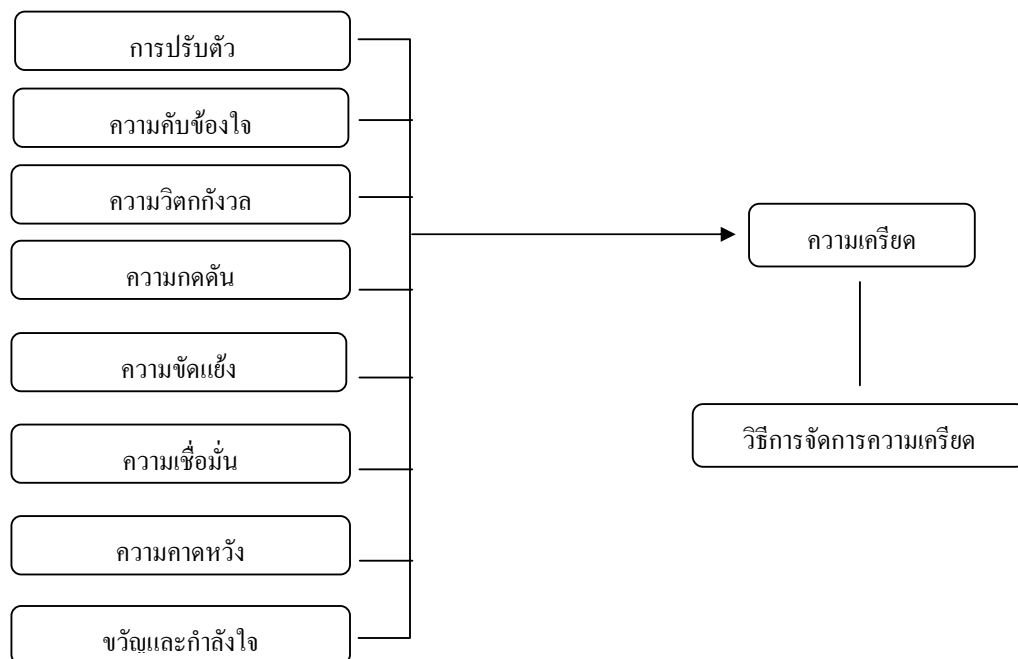 การปรับตัว
ความคับข้องใจ
ความวิตกกังวล
ความกดดัน
ความขัดแย้ง
ความเชื่อมั่น
ความคาดหวัง
ขวัญและกำลังใจ
ความเครียด
วิธีการจัดการความเครียด